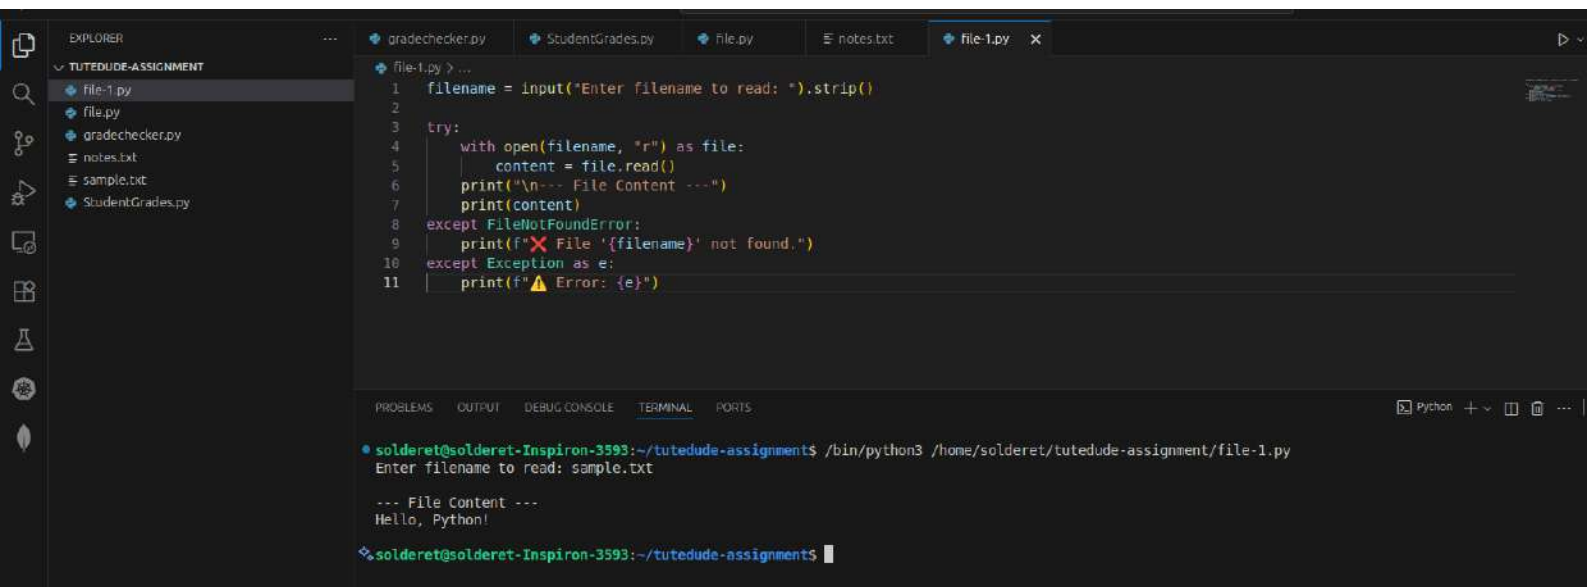 EXPLORER
TUTEDUDE-ASSIGNMENT
file-1.py
file.py
gradechecker.py
notes.txt
sample.txt
StudentGrades.py
gradechecker.py StudentGrades.py file.py notes.txt file-1.py
file-1.py > ...
1 filename = input("Enter filename to read: ").strip()
2
3 try:
4     with open(filename, "r") as file:
5         content = file.read()
6     print("\n--- File Content ---")
7     print(content)
8 except FileNotFoundError:
9     print(f"❌ File '{filename}' not found.")
10 except Exception as e:
11     print(f"⚠️ Error: {e}")
PROBLEMS OUTPUT DEBUG CONSOLE TERMINAL PORTS
Python
solderet@solderet-Inspiron-3593:~/tutedude-assignment$ /bin/python3 /home/solderet/tutedude-assignment/file-1.py
Enter filename to read: sample.txt
--- File Content ---
Hello, Python!
solderet@solderet-Inspiron-3593:~/tutedude-assignment$